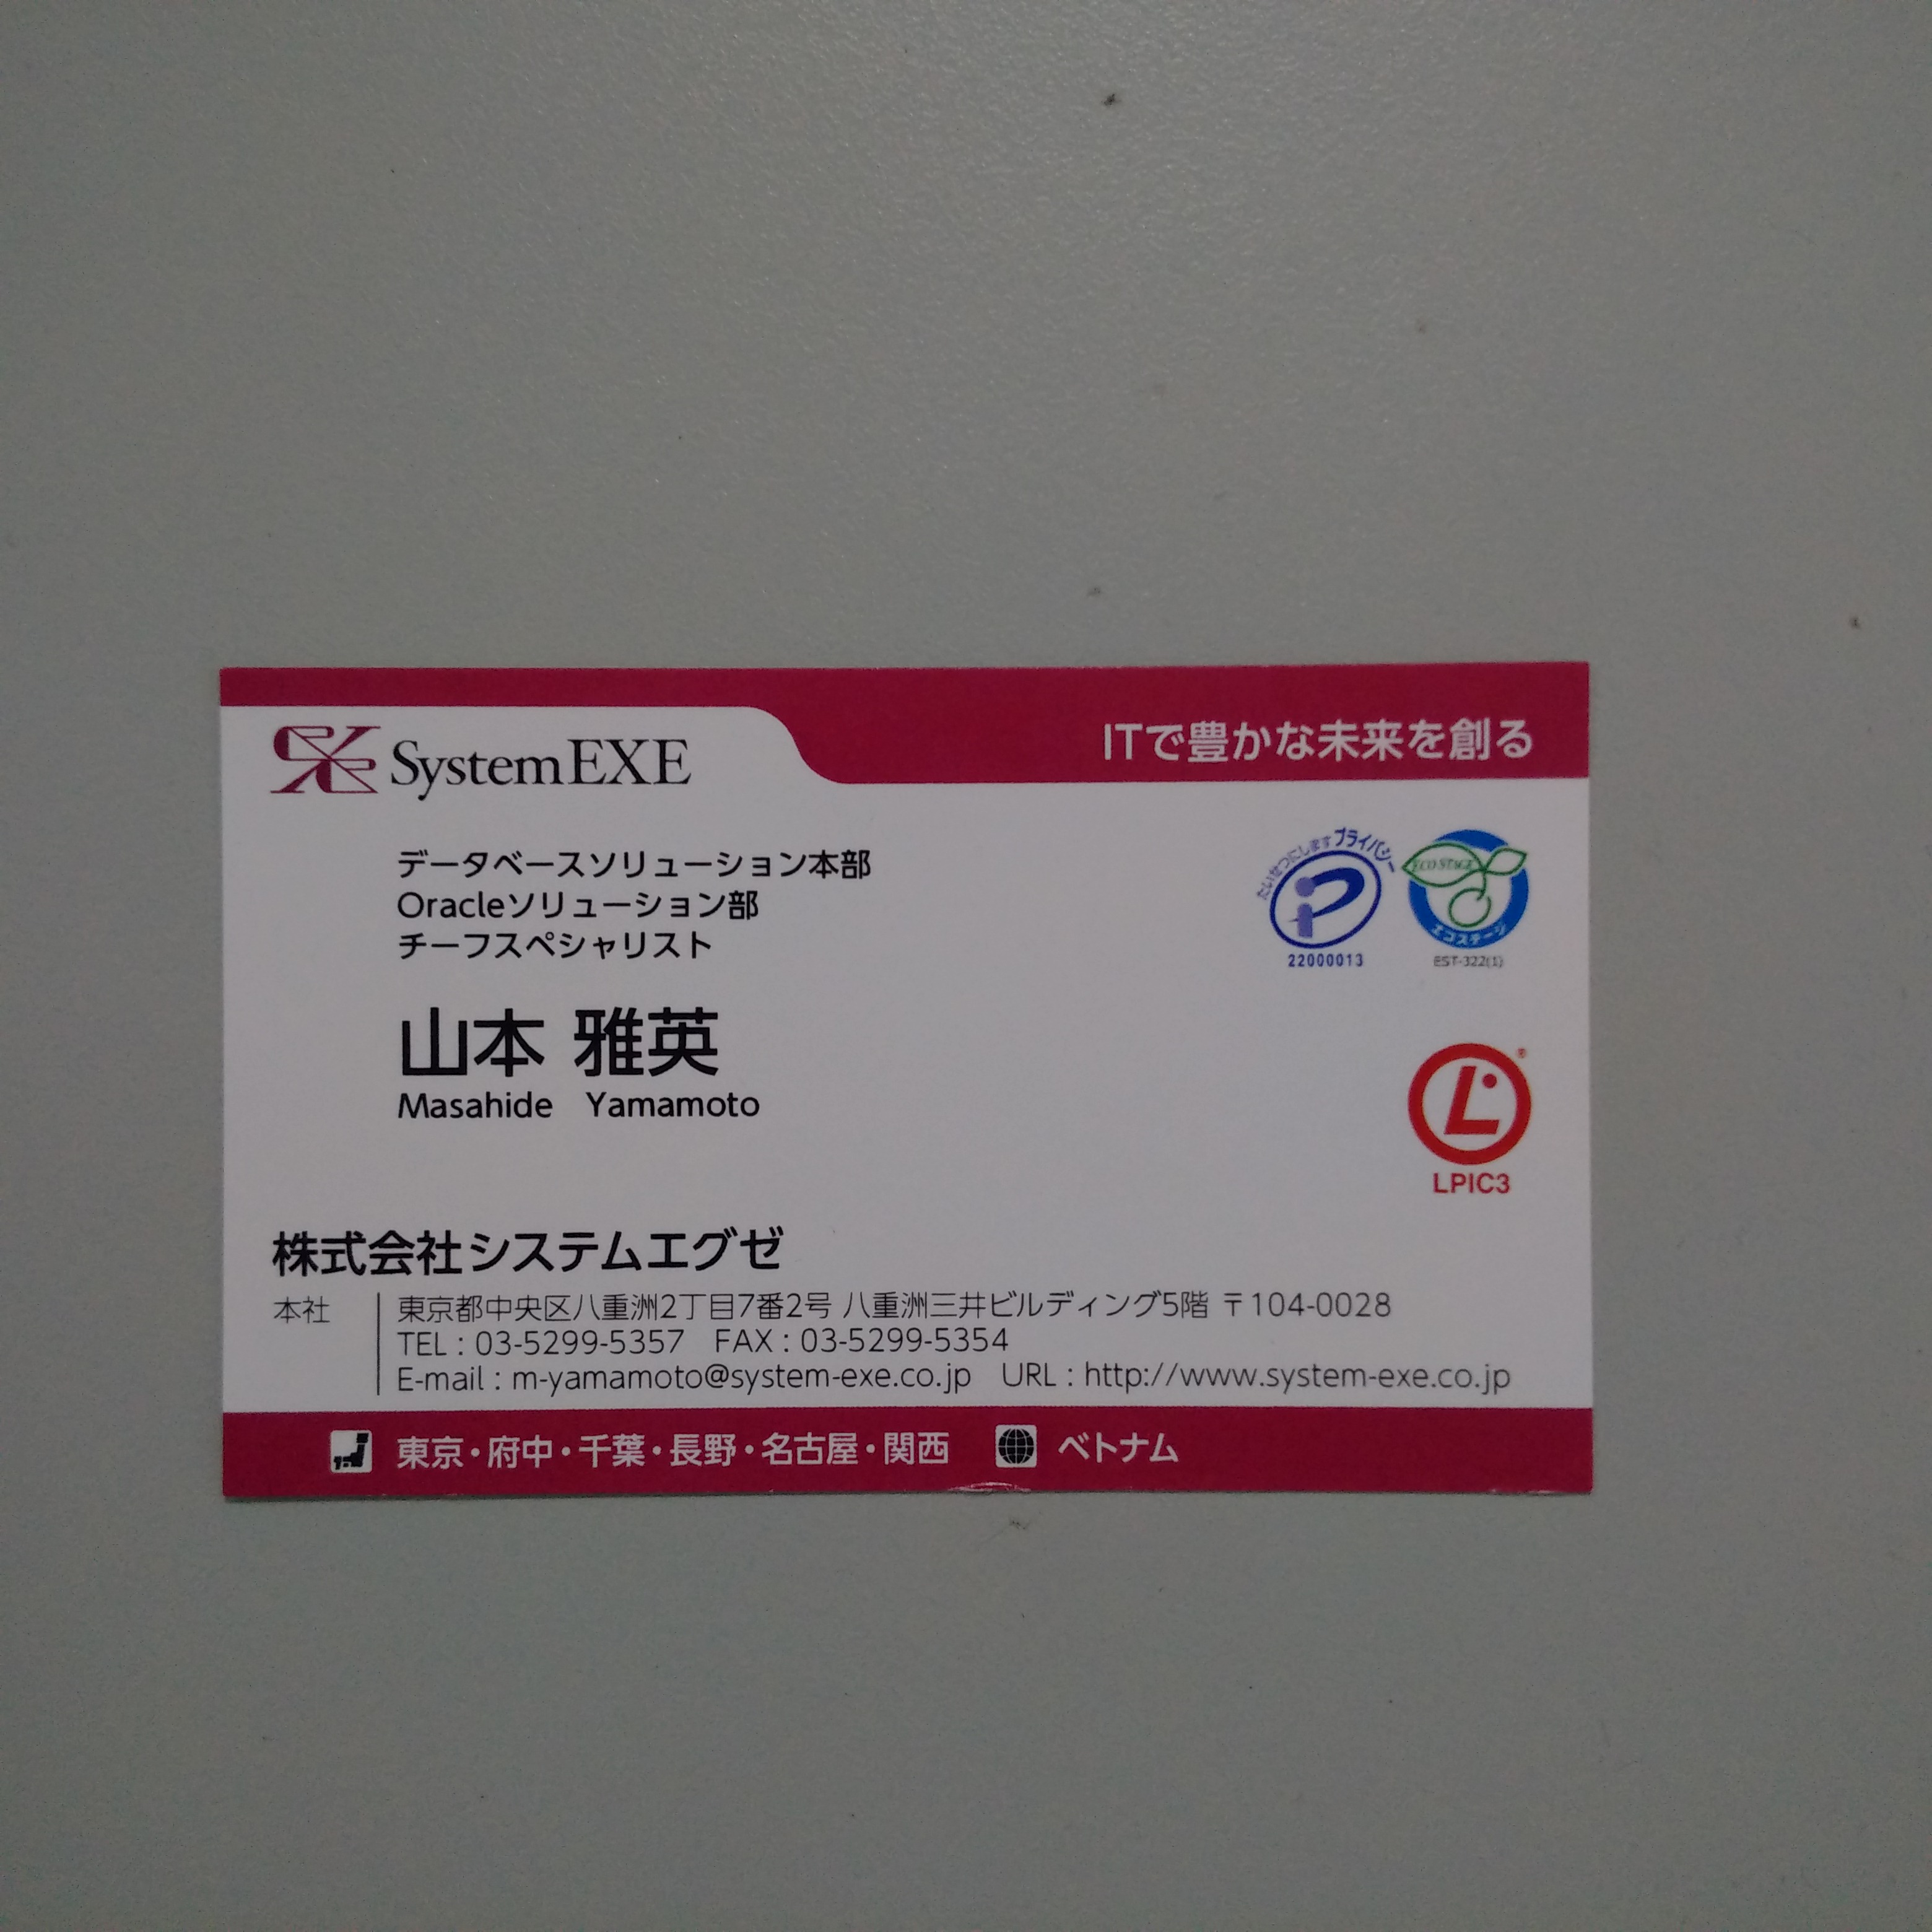 SystemEXE
ITで豊かな未来を創る
データベースソリューション本部
Oracleソリューション部
チーフスペシャリスト
たいせつにしますプライバシー
22000013
ECO STAGE
エコステージ
EST-322(1)
山本 雅英
Masahide Yamamoto
L
®
LPIC3
株式会社システムエグゼ
本社
東京都中央区八重洲2丁目7番2号 八重洲三井ビルディング5階 〒104-0028
TEL : 03-5299-5357 FAX : 03-5299-5354
E-mail : m-yamamoto@system-exe.co.jp URL : http://www.system-exe.co.jp
東京・府中・千葉・長野・名古屋・関西 ベトナム